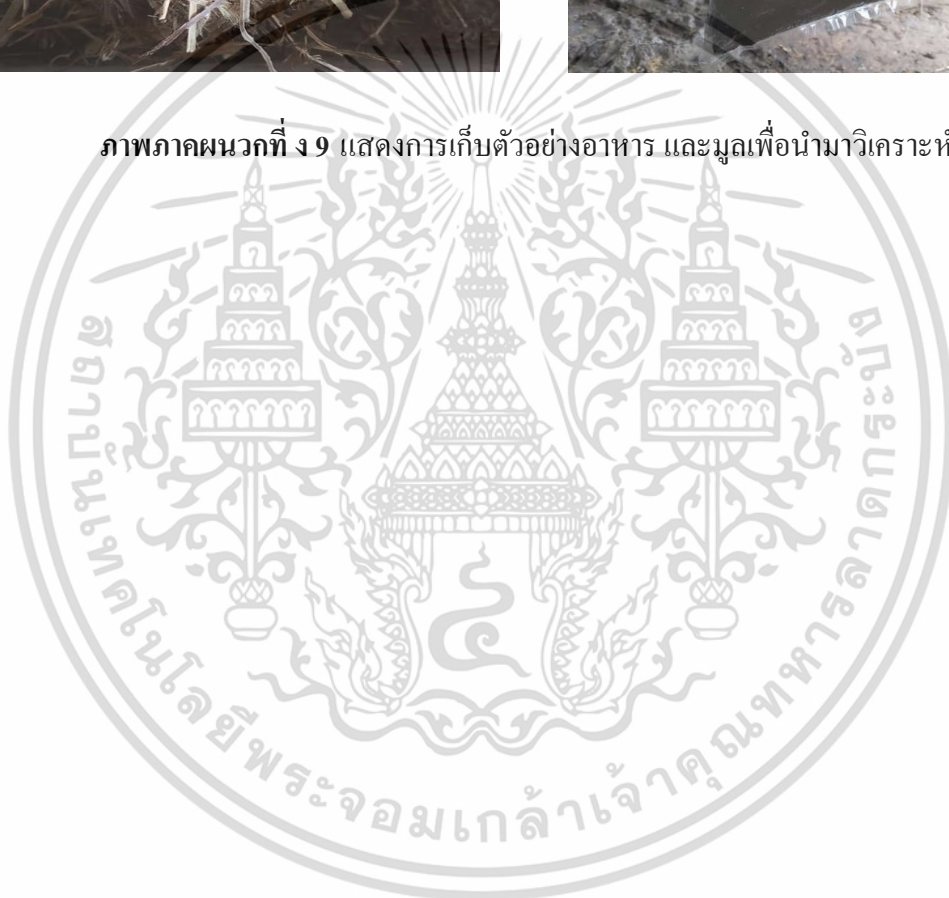 ภาพภาคผนวกที่ ง 9 แสดงการเก็บตัวอย่างอาหาร และมูลเพื่อนำมาวิเคราะห์
สถาบันเทคโนโลยีพระจอมเกล้าเจ้าคุณทหารลาดกระบัง
๔